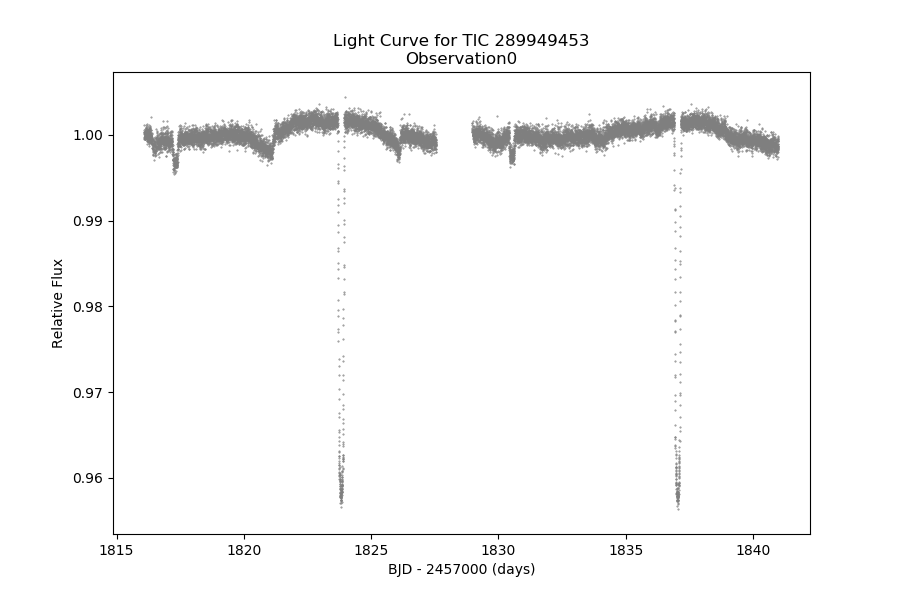 Light Curve for TIC 289949453
Observation0
Relative Flux
1.00
0.99
0.98
0.97
0.96
1815
1820
1825
1830
1835
1840
BJD - 2457000 (days)